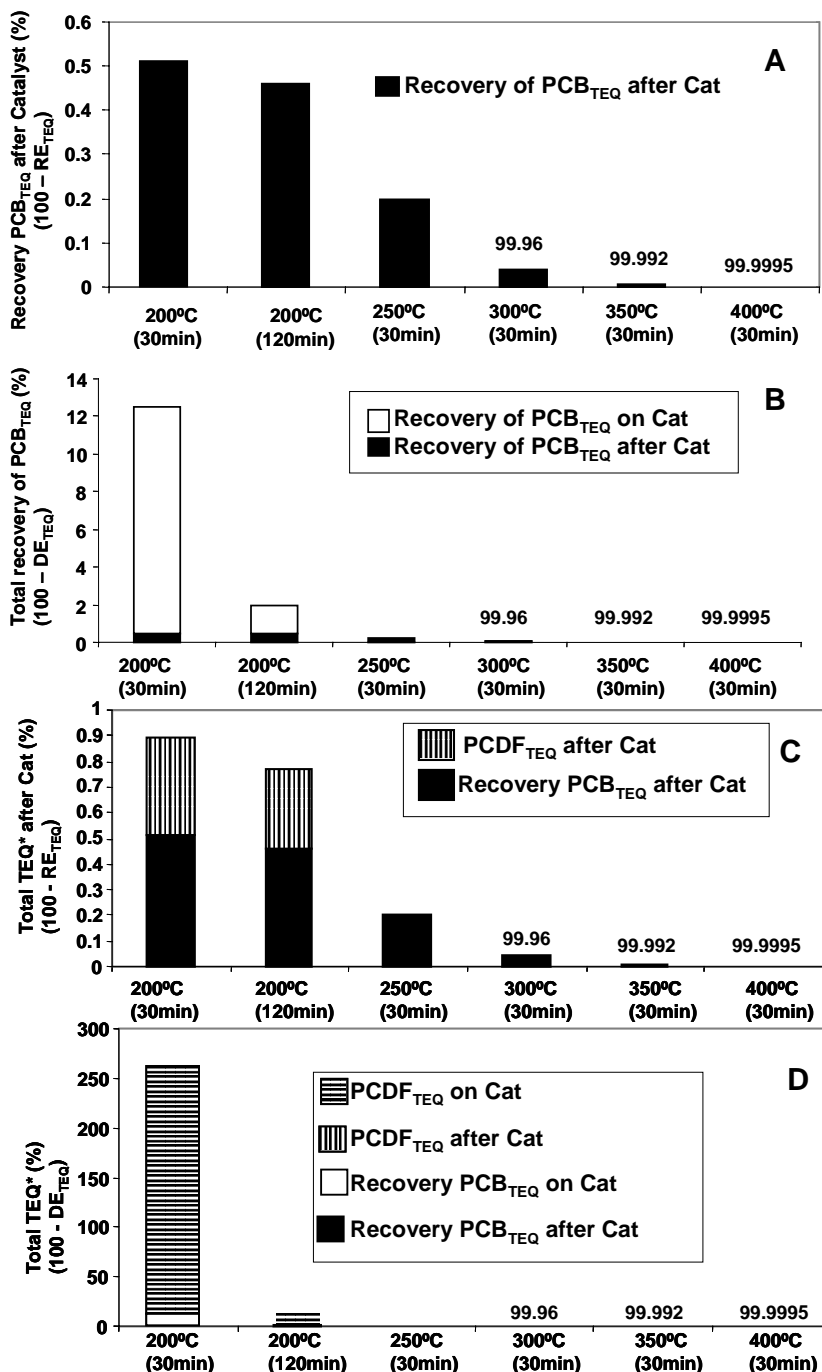 Recovery PCB_TEQ after Catalyst (%)
(100 – RE_TEQ)
0.6
0.5
0.4
0.3
0.2
0.1
0
A
Recovery of PCB_TEQ after Cat
99.96
99.992
99.9995
200ºC 200ºC 250ºC 300ºC 350ºC 400ºC
(30min) (120min) (30min) (30min) (30min) (30min)
Total recovery of PCB_TEQ (%)
(100 – DE_TEQ)
14
12
10
8
6
4
2
0
B
Recovery of PCB_TEQ on Cat
Recovery of PCB_TEQ after Cat
99.96 99.992 99.9995
200ºC 200ºC 250ºC 300ºC 350ºC 400ºC
(30min) (120min) (30min) (30min) (30min) (30min)
Total TEQ* after Cat (%)
(100 - RE_TEQ)
1
0.9
0.8
0.7
0.6
0.5
0.4
0.3
0.2
0.1
0
C
PCDF_TEQ after Cat
Recovery PCB_TEQ after Cat
99.96
99.992 99.9995
200ºC 200ºC 250ºC 300ºC 350ºC 400ºC
(30min) (120min) (30min) (30min) (30min) (30min)
Total TEQ* (%)
(100 - DE_TEQ)
300
250
200
150
100
50
0
D
PCDF_TEQ on Cat
PCDF_TEQ after Cat
Recovery PCB_TEQ on Cat
Recovery PCB_TEQ after Cat
99.96 99.992 99.9995
200ºC 200ºC 250ºC 300ºC 350ºC 400ºC
(30min) (120min) (30min) (30min) (30min) (30min)